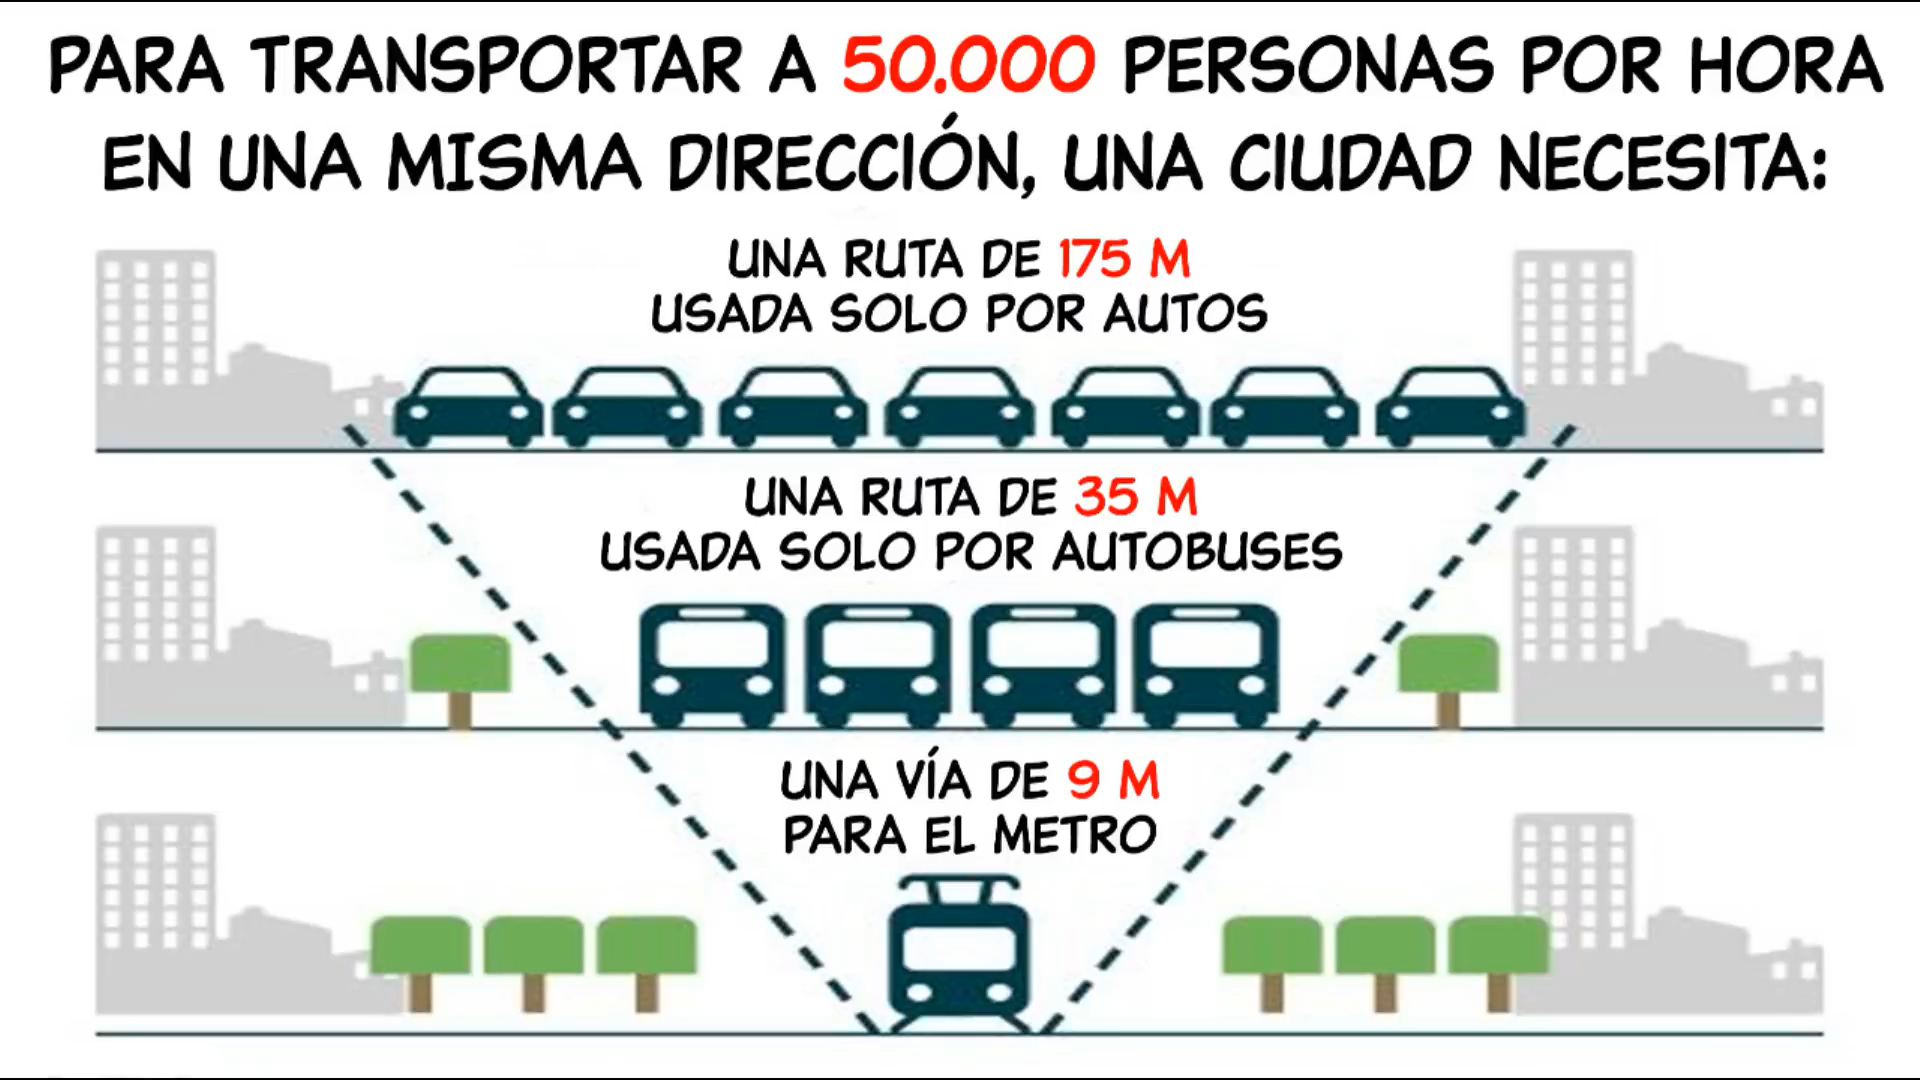 PARA TRANSPORTAR A 50.000 PERSONAS POR HORA
EN UNA MISMA DIRECCIÓN, UNA CIUDAD NECESITA:
UNA RUTA DE 175 M
USADA SOLO POR AUTOS
UNA RUTA DE 35 M
USADA SOLO POR AUTOBUSES
UNA VÍA DE 9 M
PARA EL METRO